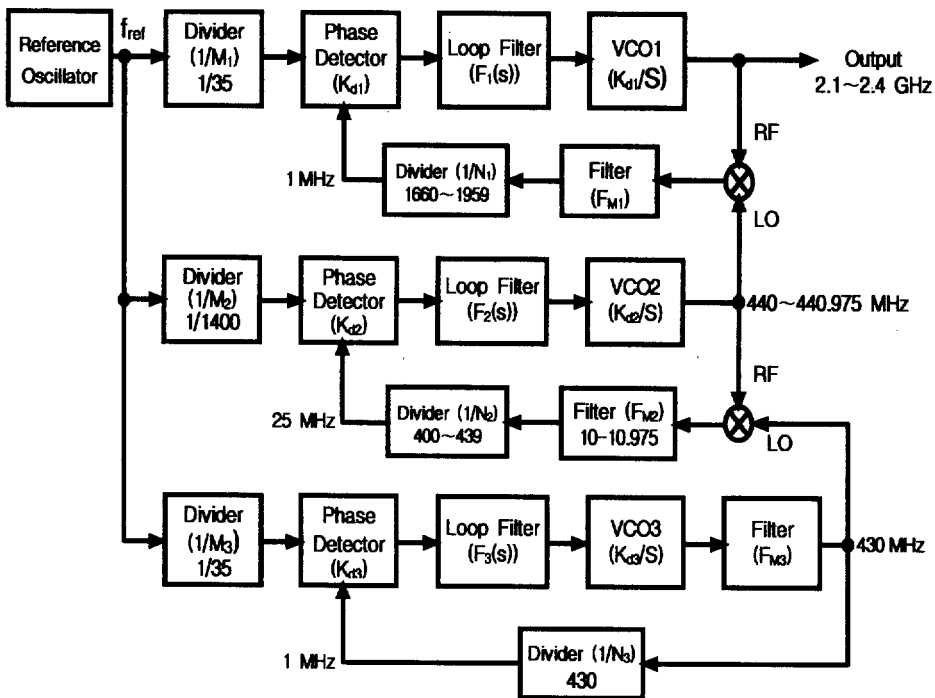 Reference
Oscillator
f_ref
Divider
(1/M₁)
1/35
Phase
Detector
(K_d1)
Loop Filter
(F₁(s))
VCO1
(K_d1/S)
Output
2.1~2.4 GHz
RF
1 MHz
Divider (1/N₁)
1660~1959
Filter
(F_M1)
LO
Divider
(1/M₂)
1/1400
Phase
Detector
(K_d2)
Loop Filter
(F₂(s))
VCO2
(K_d2/S)
440~440.975 MHz
RF
25 MHz
Divider (1/N₂)
400~439
Filter (F_M2)
10-10.975
LO
Divider
(1/M₃)
1/35
Phase
Detector
(K_d3)
Loop Filter
(F₃(s))
VCO3
(K_d3/S)
Filter
(F_M3)
430 MHz
1 MHz
Divider (1/N₃)
430